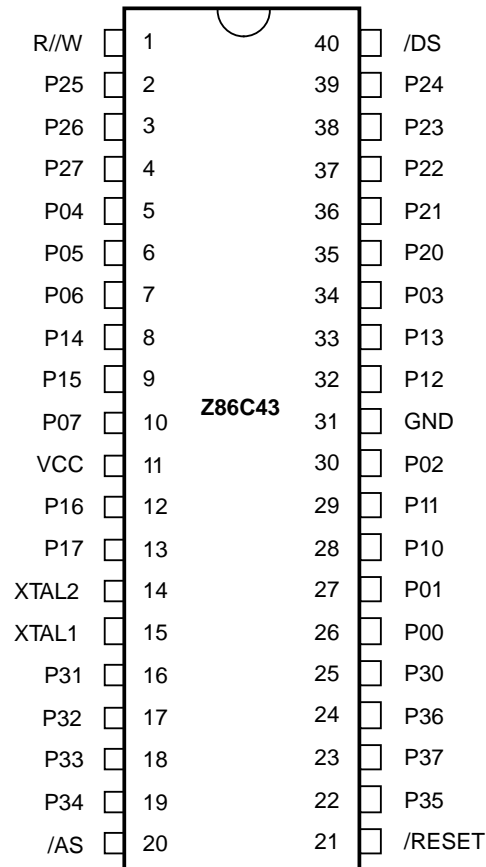 R//W 1 40 /DS
P25 2 39 P24
P26 3 38 P23
P27 4 37 P22
P04 5 36 P21
P05 6 35 P20
P06 7 34 P03
P14 8 33 P13
P15 9 32 P12
P07 10 Z86C43 31 GND
VCC 11 30 P02
P16 12 29 P11
P17 13 28 P10
XTAL2 14 27 P01
XTAL1 15 26 P00
P31 16 25 P30
P32 17 24 P36
P33 18 23 P37
P34 19 22 P35
/AS 20 21 /RESET